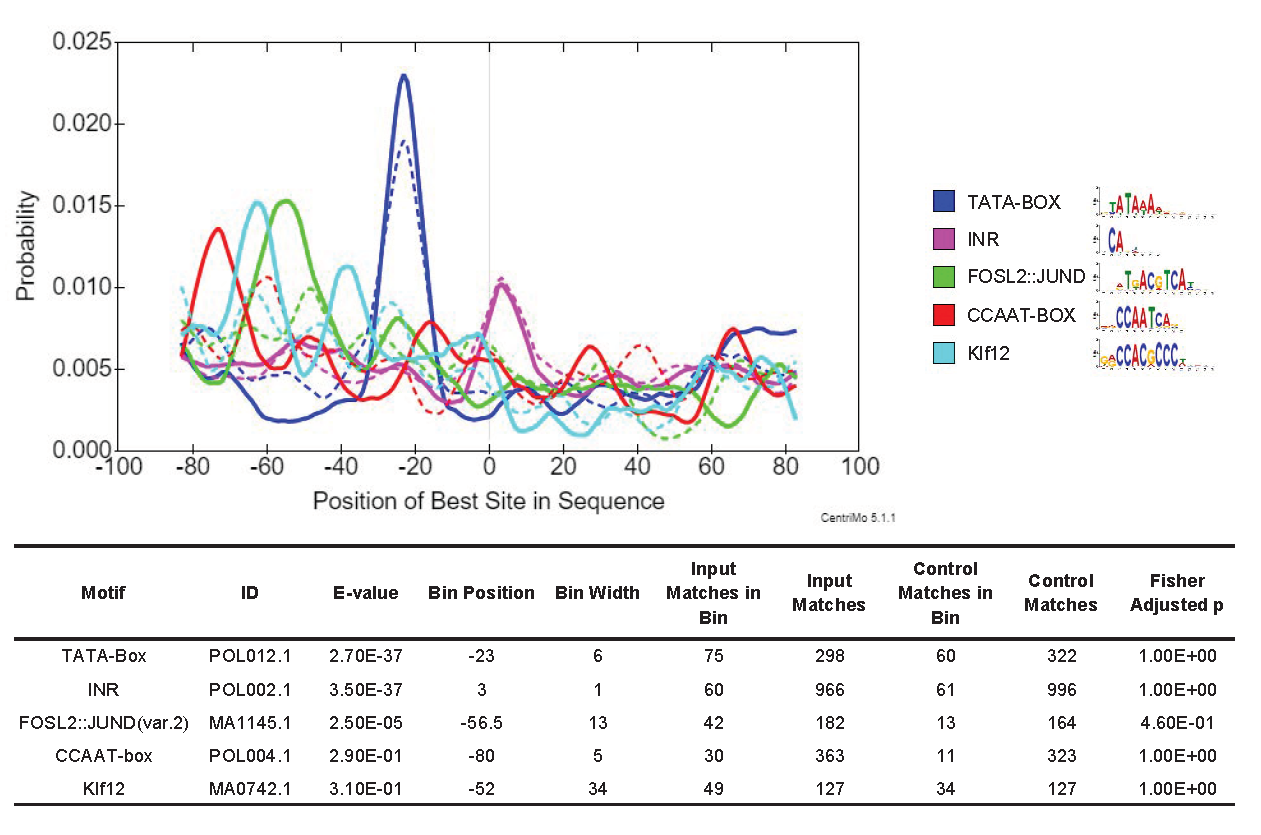 0.025
0.020
0.015
0.010
0.005
0.000
Probability
-100 -80 -60 -40 -20 0 20 40 60 80 100
Position of Best Site in Sequence
CentriMo 5.1.1
TATA-BOX
INR
FOSL2::JUND
CCAAT-BOX
Klf12
Motif ID E-value Bin Position Bin Width Input Matches in Bin Input Matches Control Matches in Bin Control Matches Fisher Adjusted p
TATA-Box POL012.1 2.70E-37 -23 6 75 298 60 322 1.00E+00
INR POL002.1 3.50E-37 3 1 60 966 61 996 1.00E+00
FOSL2::JUND(var.2) MA1145.1 2.50E-05 -56.5 13 42 182 13 164 4.60E-01
CCAAT-box POL004.1 2.90E-01 -80 5 30 363 11 323 1.00E+00
Klf12 MA0742.1 3.10E-01 -52 34 49 127 34 127 1.00E+00